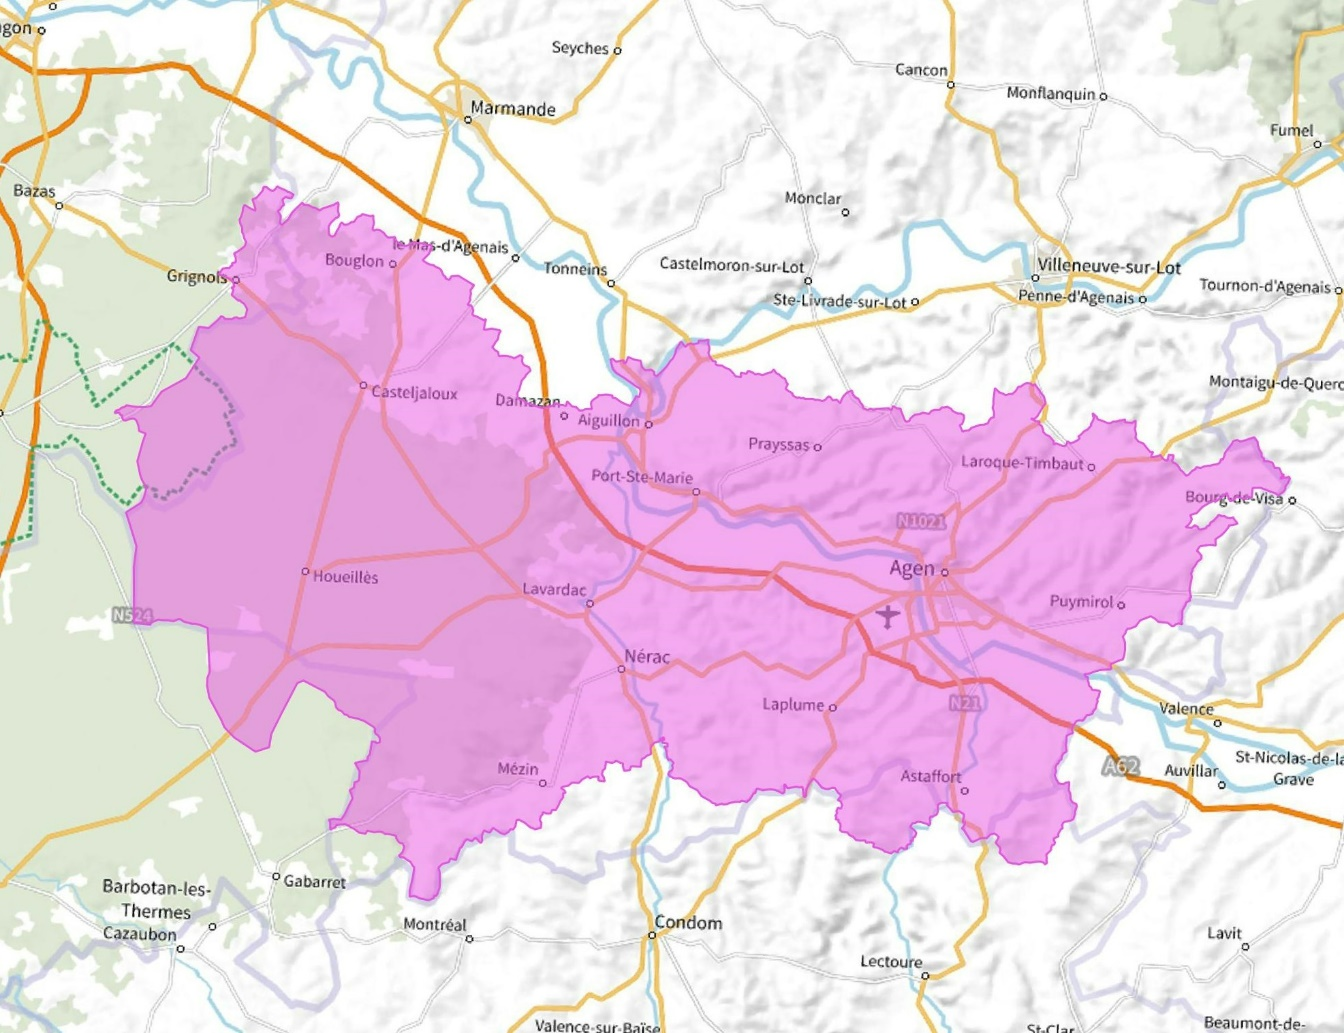 gon
Seyches
Cancon
Monflanquin
Marmande
Fumel
Bazas
Monclar
le Mas-d'Agenais
Bouglon
Grignols
Tonneins
Castelmoron-sur-Lot
Villeneuve-sur-Lot
Ste-Livrade-sur-Lot
Penne-d'Agenais
Tournon-d'Agenais
Casteljaloux
Damazan
Aiguillon
Montaigu-de-Querc
Prayssas
Laroque-Timbaut
Port-Ste-Marie
Bourg-de-Visa
N1021
Agen
Houeillès
Lavardac
Puymirol
N524
Nérac
Laplume
N21
Valence
Mézin
Astaffort
A62
Auvillar
St-Nicolas-de-la-
Grave
Gabarret
Barbotan-les-
Thermes
Cazaubon
Montréal
Condom
Lavit
Lectoure
Valence-sur-Baïse
St-Clar
Beaumont-de-